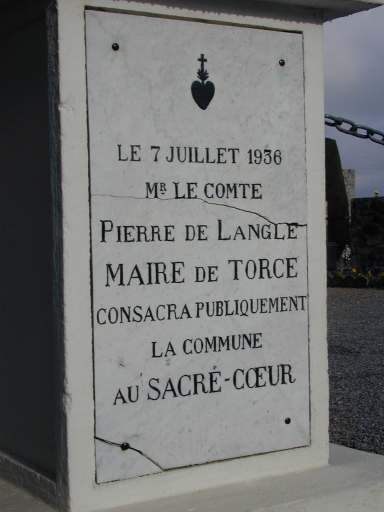 LE 7 JUILLET 1936
MR LE COMTE
PIERRE DE LANGLE
MAIRE DE TORCE
CONSACRA PUBLIQUEMENT
LA COMMUNE
AU SACRÉ-CŒUR